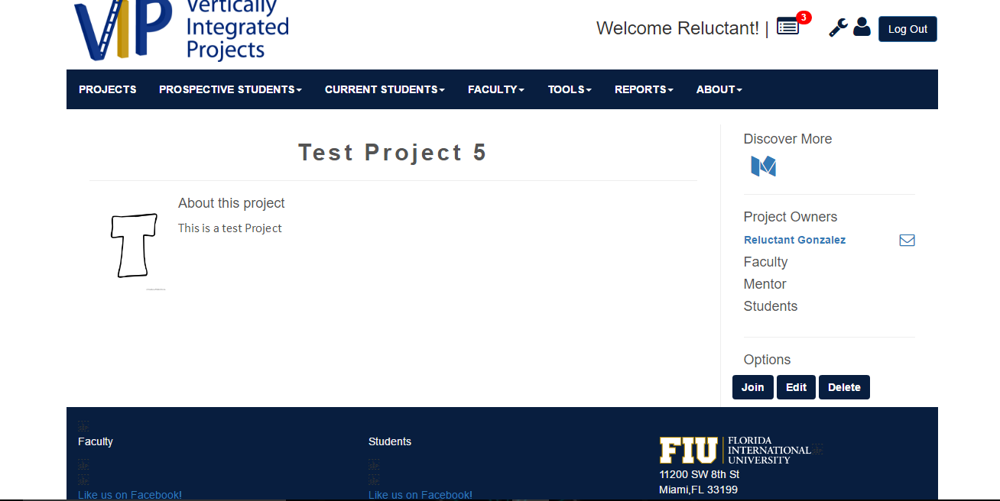 VIP
Vertically
Integrated
Projects
Welcome Reluctant! | 3
Log Out
PROJECTS PROSPECTIVE STUDENTS CURRENT STUDENTS FACULTY TOOLS REPORTS ABOUT
Test Project 5
T
About this project
This is a test Project
Discover More
Project Owners
Reluctant Gonzalez
Faculty
Mentor
Students
Options
Join Edit Delete
Faculty
Like us on Facebook!
Students
Like us on Facebook!
FIU
FLORIDA
INTERNATIONAL
UNIVERSITY
11200 SW 8th St
Miami,FL 33199